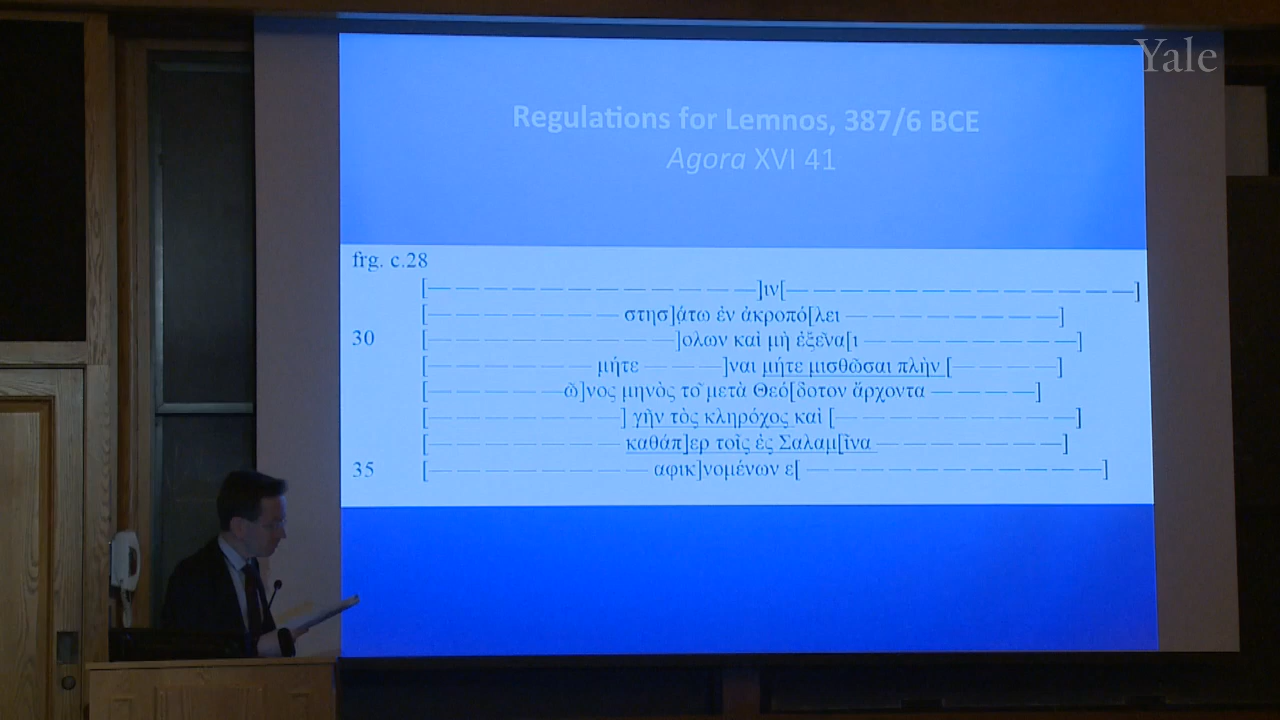 Yale
Regulations for Lemnos, 387/6 BCE
Agora XVI 41
frg. c.28
[— — — — — — — — — — — — — —]ιν[— — — — — — — — — — — — — — —]
[— — — — — — — — στησ]άτω ἐν ἀκροπό[λει — — — — — — — — —]
30 [— — — — — — — — — — —]ολων καὶ μὴ ἐξε͂να[ι — — — — — — — — —]
[— — — — — — — μήτε — — —]ναι μήτε μισθῶσαι πλὴν [— — — — —]
[— — — — — — ῶ]νος μηνὸς το͂ μετὰ Θεό[δοτον ἄρχοντα — — — —]
[— — — — — — — —] γῆν τὸς κληρόχος καὶ [— — — — — — — — — —]
[— — — — — — — — καθάπ]ερ τοῖς ἐς Σαλαμ[ῖνα — — — — — — — —]
35 [— — — — — — — — — αφικ]νομένων ε[ — — — — — — — — — — — —]